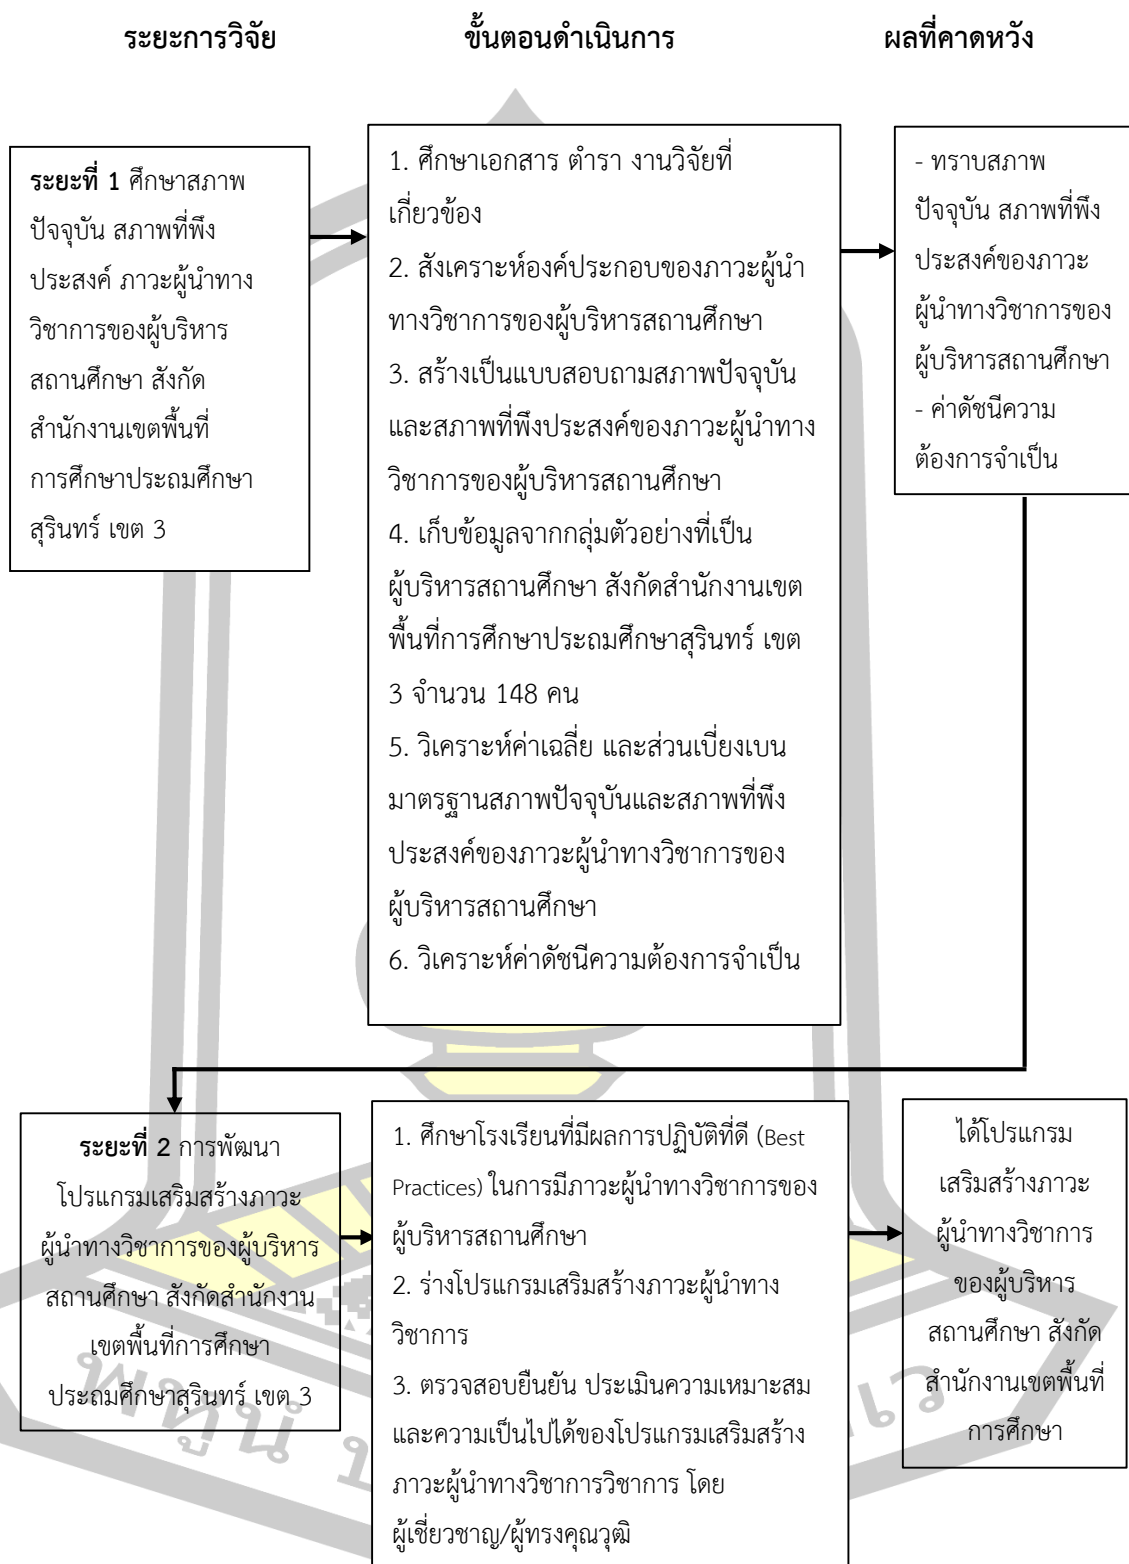 ระยะการวิจัย
ขั้นตอนดำเนินการ
ผลที่คาดหวัง
ระยะที่ 1 ศึกษาสภาพ
ปัจจุบัน สภาพที่พึง
ประสงค์ ภาวะผู้นำทาง
วิชาการของผู้บริหาร
สถานศึกษา สังกัด
สำนักงานเขตพื้นที่
การศึกษาประถมศึกษา
สุรินทร์ เขต 3
1. ศึกษาเอกสาร ตำรา งานวิจัยที่
เกี่ยวข้อง
2. สังเคราะห์องค์ประกอบของภาวะผู้นำ
ทางวิชาการของผู้บริหารสถานศึกษา
3. สร้างเป็นแบบสอบถามสภาพปัจจุบัน
และสภาพที่พึงประสงค์ของภาวะผู้นำทาง
วิชาการของผู้บริหารสถานศึกษา
4. เก็บข้อมูลจากกลุ่มตัวอย่างที่เป็น
ผู้บริหารสถานศึกษา สังกัดสำนักงานเขต
พื้นที่การศึกษาประถมศึกษาสุรินทร์ เขต
3 จำนวน 148 คน
5. วิเคราะห์ค่าเฉลี่ย และส่วนเบี่ยงเบน
มาตรฐานสภาพปัจจุบันและสภาพที่พึง
ประสงค์ของภาวะผู้นำทางวิชาการของ
ผู้บริหารสถานศึกษา
6. วิเคราะห์ค่าดัชนีความต้องการจำเป็น
- ทราบสภาพ
ปัจจุบัน สภาพที่พึง
ประสงค์ของภาวะ
ผู้นำทางวิชาการของ
ผู้บริหารสถานศึกษา
- ค่าดัชนีความ
ต้องการจำเป็น
ระยะที่ 2 การพัฒนา
โปรแกรมเสริมสร้างภาวะ
ผู้นำทางวิชาการของผู้บริหาร
สถานศึกษา สังกัดสำนักงาน
เขตพื้นที่การศึกษา
ประถมศึกษาสุรินทร์ เขต 3
1. ศึกษาโรงเรียนที่มีผลการปฏิบัติที่ดี (Best
Practices) ในการมีภาวะผู้นำทางวิชาการของ
ผู้บริหารสถานศึกษา
2. ร่างโปรแกรมเสริมสร้างภาวะผู้นำทาง
วิชาการ
3. ตรวจสอบยืนยัน ประเมินความเหมาะสม
และความเป็นไปได้ของโปรแกรมเสริมสร้าง
ภาวะผู้นำทางวิชาการวิชาการ โดย
ผู้เชี่ยวชาญ/ผู้ทรงคุณวุฒิ
ได้โปรแกรม
เสริมสร้างภาวะ
ผู้นำทางวิชาการ
ของผู้บริหาร
สถานศึกษา สังกัด
สำนักงานเขตพื้นที่
การศึกษา
พหูนํ
เว